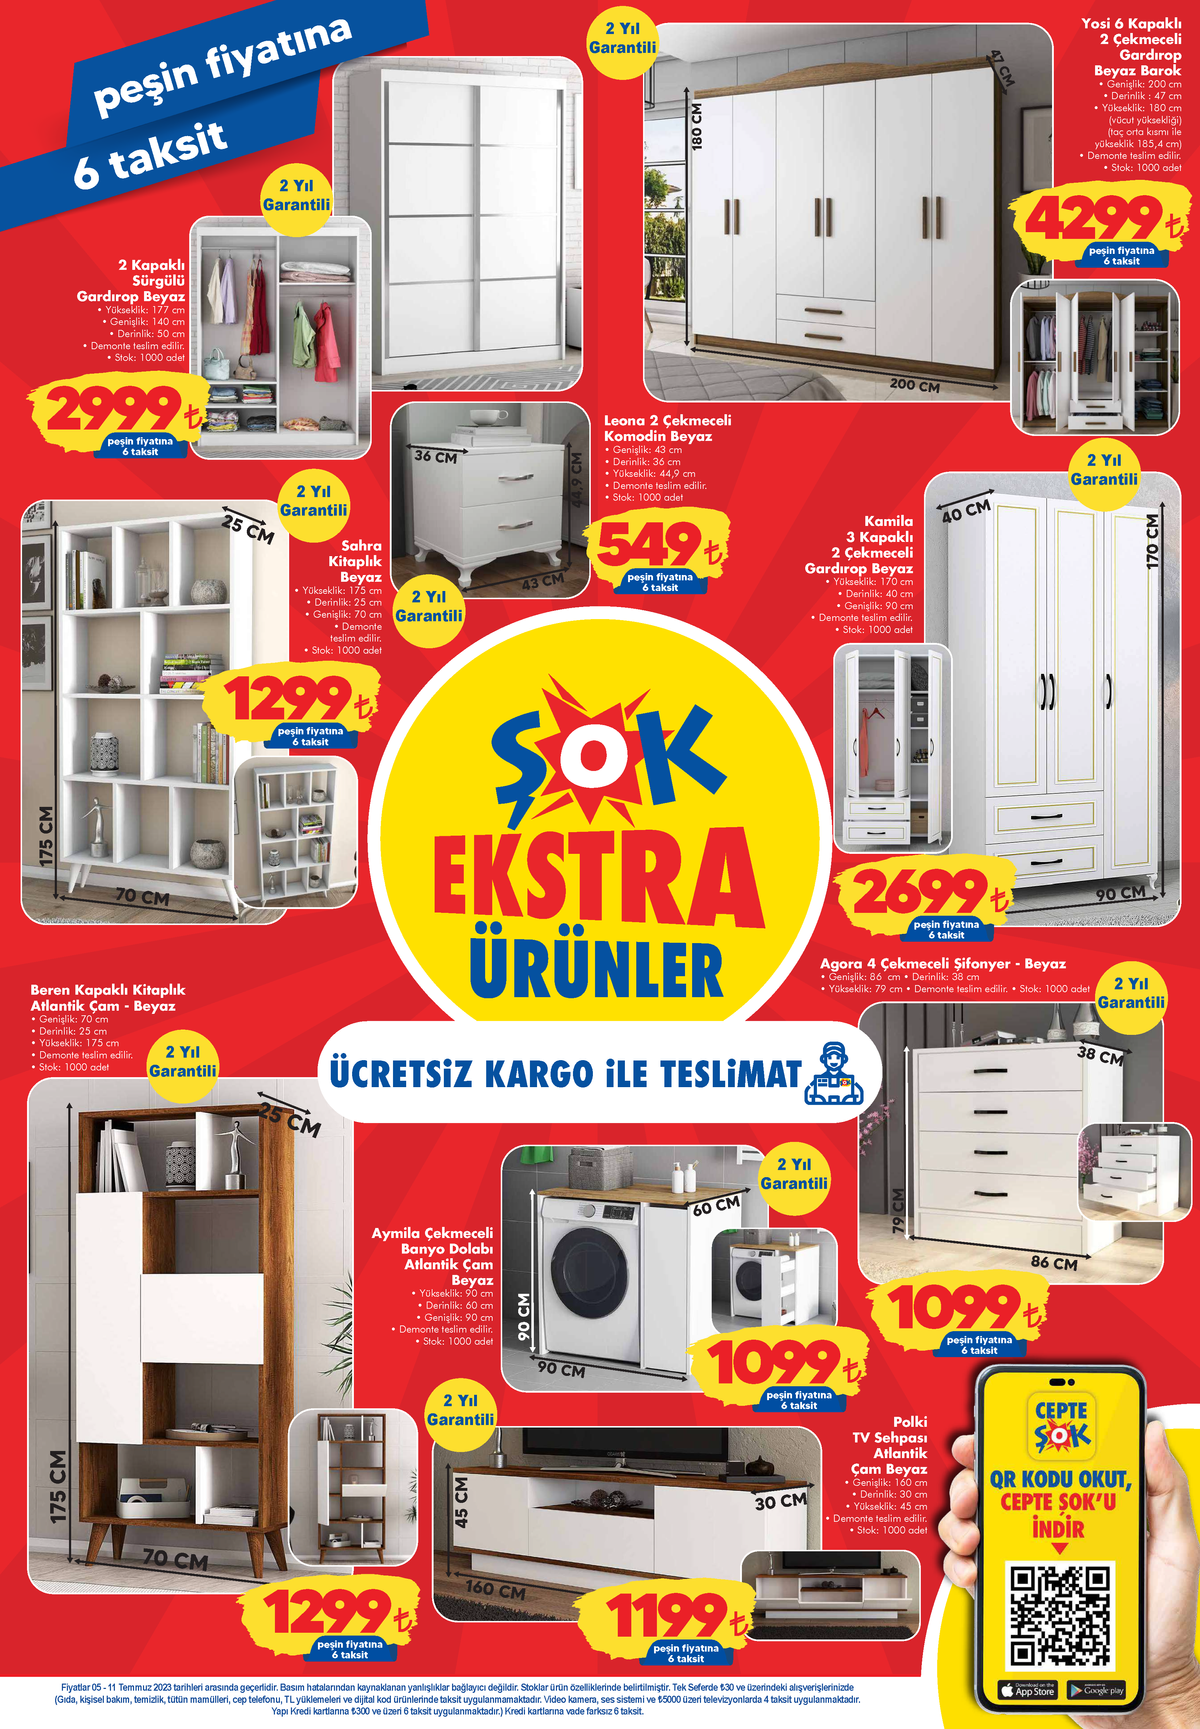 peşin fiyatına
6 taksit
2 Yıl
Garantili
2 Kapaklı
Sürgülü
Gardırop Beyaz
• Yükseklik: 177 cm
• Genişlik: 140 cm
• Derinlik: 50 cm
• Demonte teslim edilir.
• Stok: 1000 adet
2999₺
peşin fiyatına
6 taksit
2 Yıl
Garantili
180 CM
47 CM
200 CM
Yosi 6 Kapaklı
2 Çekmeceli
Gardırop
Beyaz Barok
• Genişlik: 200 cm
• Derinlik : 47 cm
• Yükseklik: 180 cm
(vücut yüksekliği)
(taç orta kısmı ile
yükseklik 185,4 cm)
• Demonte teslim edilir.
• Stok: 1000 adet
4299₺
peşin fiyatına
6 taksit
36 CM
44,9 CM
43 CM
Leona 2 Çekmeceli
Komodin Beyaz
• Genişlik: 43 cm
• Derinlik: 36 cm
• Yükseklik: 44,9 cm
• Demonte teslim edilir.
• Stok: 1000 adet
549₺
peşin fiyatına
6 taksit
2 Yıl
Garantili
2 Yıl
Garantili
25 CM
175 CM
70 CM
Sahra
Kitaplık
Beyaz
• Yükseklik: 175 cm
• Derinlik: 25 cm
• Genişlik: 70 cm
• Demonte
teslim edilir.
• Stok: 1000 adet
1299₺
peşin fiyatına
6 taksit
2 Yıl
Garantili
40 CM
170 CM
90 CM
Kamila
3 Kapaklı
2 Çekmeceli
Gardırop Beyaz
• Yükseklik: 170 cm
• Derinlik: 40 cm
• Genişlik: 90 cm
• Demonte teslim edilir.
• Stok: 1000 adet
2699₺
peşin fiyatına
6 taksit
ŞOK
EKSTRA
ÜRÜNLER
ÜCRETSiZ KARGO iLE TESLiMAT
Agora 4 Çekmeceli Şifonyer - Beyaz
• Genişlik: 86 cm • Derinlik: 38 cm
• Yükseklik: 79 cm • Demonte teslim edilir. • Stok: 1000 adet
2 Yıl
Garantili
38 CM
79 CM
86 CM
1099₺
peşin fiyatına
6 taksit
Beren Kapaklı Kitaplık
Atlantik Çam - Beyaz
• Genişlik: 70 cm
• Derinlik: 25 cm
• Yükseklik: 175 cm
• Demonte teslim edilir.
• Stok: 1000 adet
2 Yıl
Garantili
25 CM
175 CM
70 CM
1299₺
peşin fiyatına
6 taksit
Aymila Çekmeceli
Banyo Dolabı
Atlantik Çam
Beyaz
• Yükseklik: 90 cm
• Derinlik: 60 cm
• Genişlik: 90 cm
• Demonte teslim edilir.
• Stok: 1000 adet
2 Yıl
Garantili
60 CM
90 CM
90 CM
1099₺
peşin fiyatına
6 taksit
2 Yıl
Garantili
45 CM
30 CM
160 CM
Polki
TV Sehpası
Atlantik
Çam Beyaz
• Genişlik: 160 cm
• Derinlik: 30 cm
• Yükseklik: 45 cm
• Demonte teslim edilir.
• Stok: 1000 adet
1199₺
peşin fiyatına
6 taksit
CEPTE
ŞOK
QR KODU OKUT,
CEPTE ŞOK'U
İNDİR
Download on the
App Store
Google play
Fiyatlar 05 - 11 Temmuz 2023 tarihleri arasında geçerlidir. Basım hatalarından kaynaklanan yanlışlıklar bağlayıcı değildir. Stoklar ürün özelliklerinde belirtilmiştir. Tek Seferde ₺30 ve üzerindeki alışverişlerinizde
(Gıda, kişisel bakım, temizlik, tütün mamülleri, cep telefonu, TL yüklemeleri ve dijital kod ürünlerinde taksit uygulanmamaktadır. Video kamera, ses sistemi ve ₺5000 üzeri televizyonlarda 4 taksit uygulanmaktadır.
Yapı Kredi kartlarına ₺300 ve üzeri 6 taksit uygulanmaktadır.) Kredi kartlarına vade farksız 6 taksit.